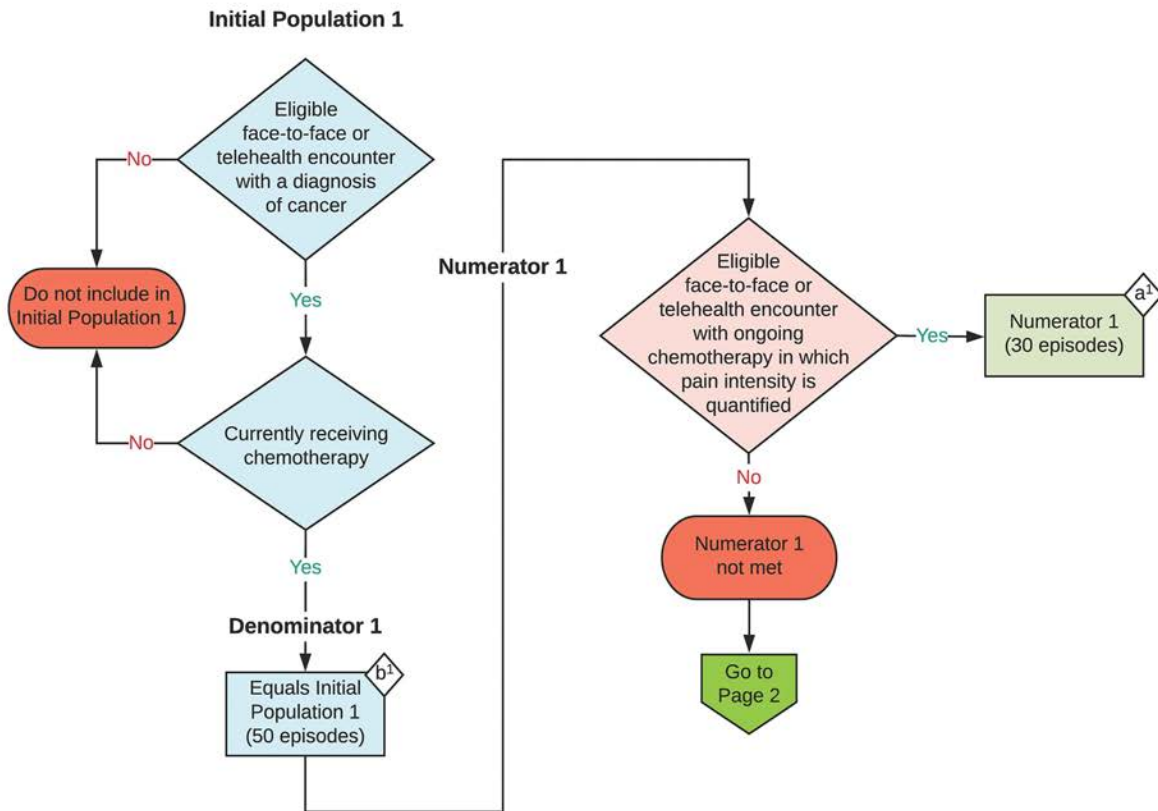 Initial Population 1
Eligible
face-to-face or
telehealth encounter
with a diagnosis
of cancer
No
Do not include in
Initial Population 1
Yes
No
Currently receiving
chemotherapy
Yes
Denominator 1
b¹
Equals Initial
Population 1
(50 episodes)
Numerator 1
Eligible
face-to-face or
telehealth encounter
with ongoing
chemotherapy in which
pain intensity is
quantified
Yes
a¹
Numerator 1
(30 episodes)
No
Numerator 1
not met
Go to
Page 2